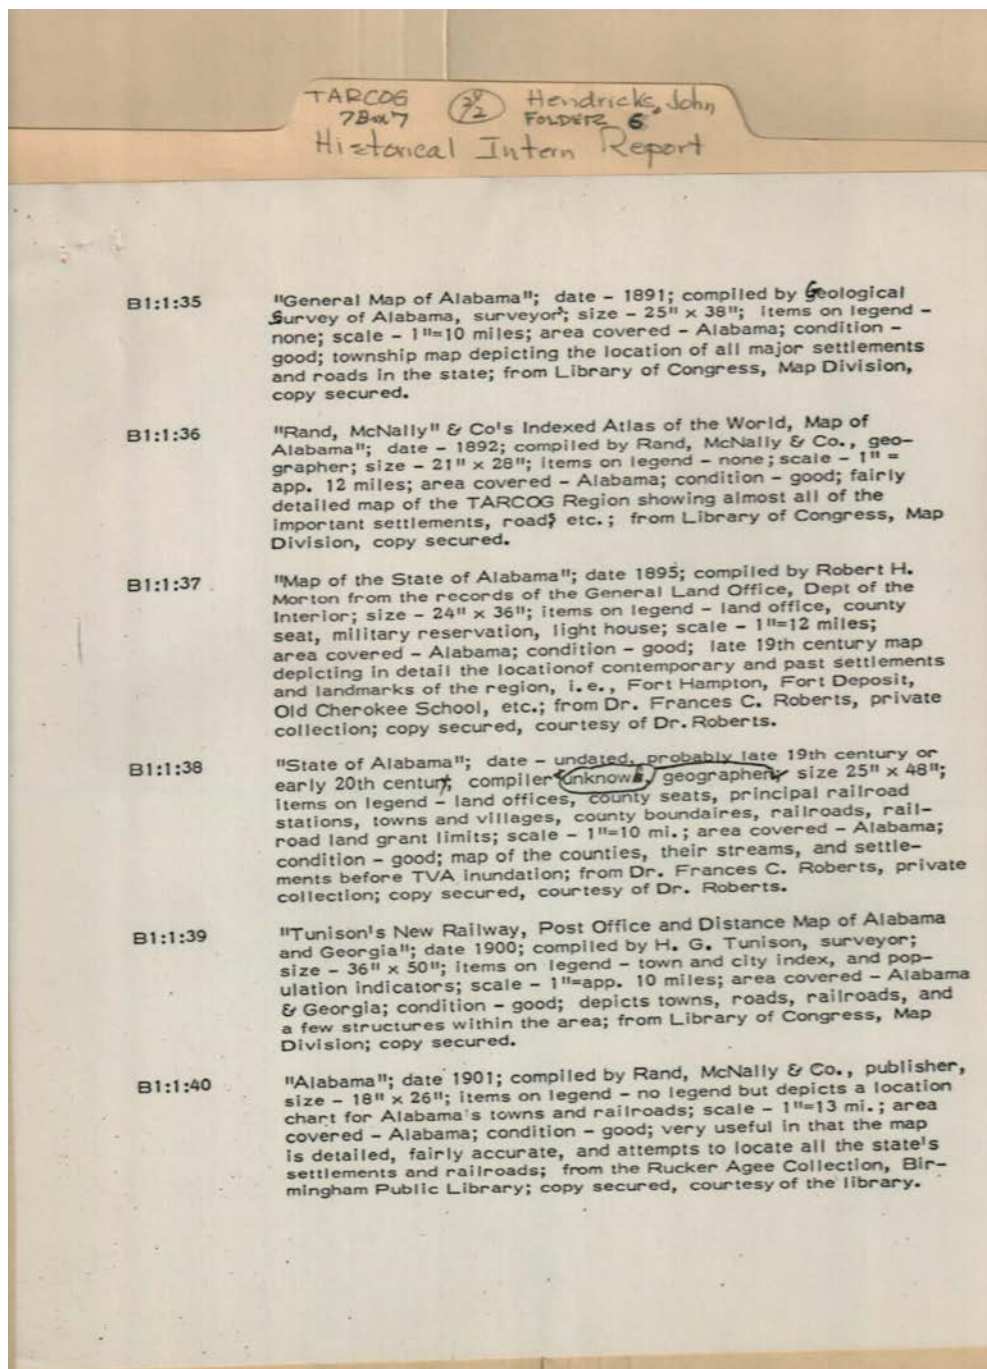 TARCOG
7Box7
Hendricks, John
FOLDER 6
Historical Intern Report
B1:1:35
"General Map of Alabama"; date - 1891; compiled by Geological
Survey of Alabama, surveyor; size - 25" x 38"; items on legend -
none; scale - 1"=10 miles; area covered - Alabama; condition -
good; township map depicting the location of all major settlements
and roads in the state; from Library of Congress, Map Division,
copy secured.
B1:1:36
"Rand, McNally" & Co's Indexed Atlas of the World, Map of
Alabama"; date - 1892; compiled by Rand, McNally & Co., geo-
grapher; size - 21" x 28"; items on legend - none; scale - 1" =
app. 12 miles; area covered - Alabama; condition - good; fairly
detailed map of the TARCOG Region showing almost all of the
important settlements, roads, etc.; from Library of Congress, Map
Division, copy secured.
B1:1:37
"Map of the State of Alabama"; date 1895; compiled by Robert H.
Morton from the records of the General Land Office, Dept of the
Interior; size - 24" x 36"; items on legend - land office, county
seat, military reservation, light house; scale - 1"=12 miles;
area covered - Alabama; condition - good; late 19th century map
depicting in detail the locationof contemporary and past settlements
and landmarks of the region, i.e., Fort Hampton, Fort Deposit,
Old Cherokee School, etc.; from Dr. Frances C. Roberts, private
collection; copy secured, courtesy of Dr. Roberts.
B1:1:38
"State of Alabama"; date - undated, probably late 19th century or
early 20th century; compiler unknown, geographer; size 25" x 48";
items on legend - land offices, county seats, principal railroad
stations, towns and villages, county boundaires, railroads, rail-
road land grant limits; scale - 1"=10 mi.; area covered - Alabama;
condition - good; map of the counties, their streams, and settle-
ments before TVA inundation; from Dr. Frances C. Roberts, private
collection; copy secured, courtesy of Dr. Roberts.
B1:1:39
"Tunison's New Railway, Post Office and Distance Map of Alabama
and Georgia"; date 1900; compiled by H. G. Tunison, surveyor;
size - 36" x 50"; items on legend - town and city index, and pop-
ulation indicators; scale - 1"=app. 10 miles; area covered - Alabama
& Georgia; condition - good; depicts towns, roads, railroads, and
a few structures within the area; from Library of Congress, Map
Division; copy secured.
B1:1:40
"Alabama"; date 1901; compiled by Rand, McNally & Co., publisher,
size - 18" x 26"; items on legend - no legend but depicts a location
chart for Alabama's towns and railroads; scale - 1"=13 mi.; area
covered - Alabama; condition - good; very useful in that the map
is detailed, fairly accurate, and attempts to locate all the state's
settlements and railroads; from the Rucker Agee Collection, Bir-
mingham Public Library; copy secured, courtesy of the library.